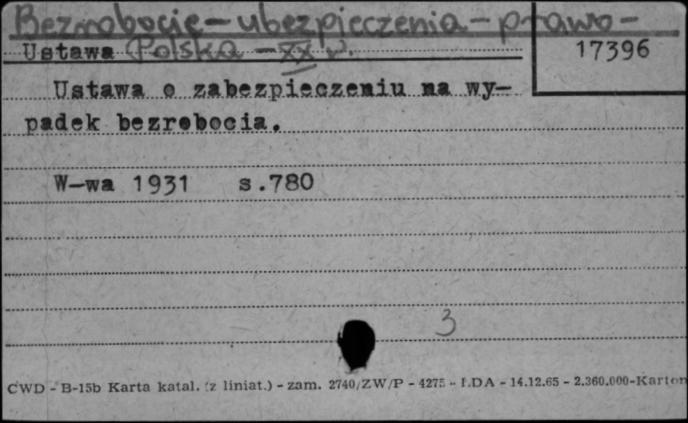 Bezrobocie - ubezpieczenia - prawo -
Ustawa Polska - XX w.
17396
Ustawa o zabezpieczeniu na wy-
padek bezrobocia.
W-wa 1931 s.780
3
CWD - B-15b Karta katal. (z liniat.) - zam. 2740/ZW/P - 4275 - LDA - 14.12.65 - 2.360.000-Karton